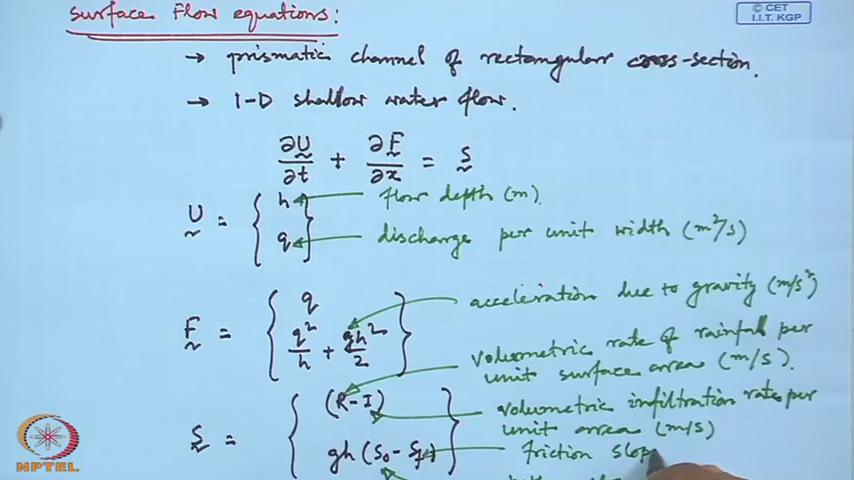 surface Flow equations:
© CET
I.I.T. KGP
→ prismatic channel of rectangular cross-section.
→ 1-D shallow water flow.
∂U/∂t + ∂F/∂x = S
U = { h q }
flow depth (m).
discharge per unit width (m²/s)
F = { q q²/h + gh²/2 }
acceleration due to gravity (m/s²)
volumetric rate of rainfall per
unit surface area (m/s).
S = { (R-I) gh(S₀-S_f) }
volumetric infiltration rate per
unit area (m/s)
friction slop
NPTEL